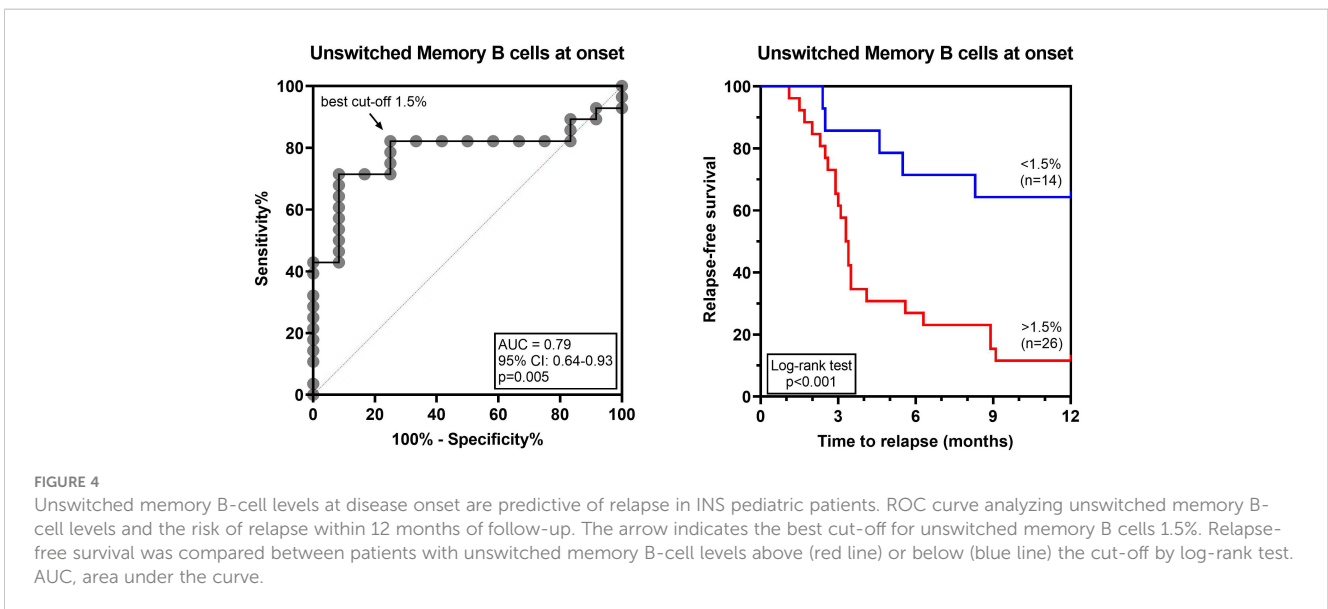 Unswitched Memory B cells at onset
100
80
60
40
20
0
Sensitivity%
best cut-off 1.5%
AUC = 0.79
95% CI: 0.64-0.93
p=0.005
0 20 40 60 80 100
100% - Specificity%
Unswitched Memory B cells at onset
100
80
60
40
20
0
Relapse-free survival
<1.5%
(n=14)
>1.5%
(n=26)
Log-rank test
p<0.001
0 3 6 9 12
Time to relapse (months)
FIGURE 4
Unswitched memory B-cell levels at disease onset are predictive of relapse in INS pediatric patients. ROC curve analyzing unswitched memory B-
cell levels and the risk of relapse within 12 months of follow-up. The arrow indicates the best cut-off for unswitched memory B cells 1.5%. Relapse-
free survival was compared between patients with unswitched memory B-cell levels above (red line) or below (blue line) the cut-off by log-rank test.
AUC, area under the curve.